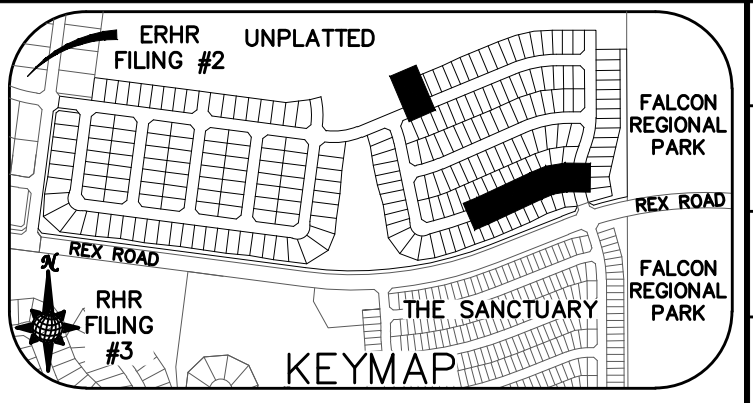 ERHR
FILING #2
UNPLATTED
FALCON
REGIONAL
PARK
REX ROAD
REX ROAD
N
RHR
FILING
#3
THE SANCTUARY
FALCON
REGIONAL
PARK
KEYMAP